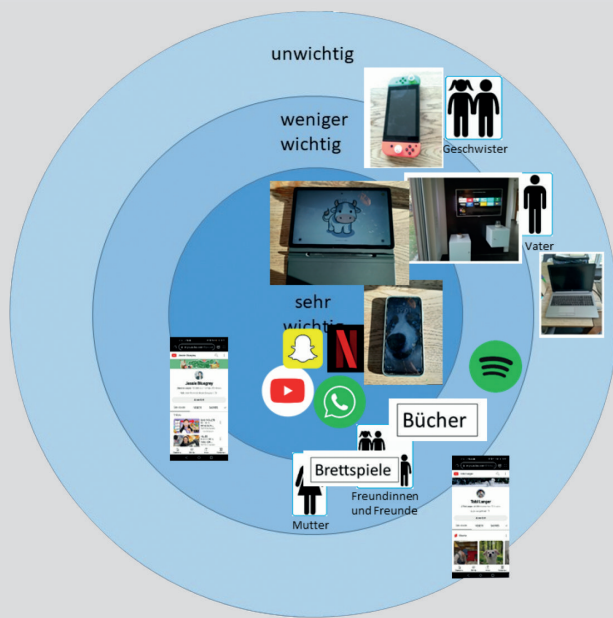 unwichtig
weniger
wichtig
Geschwister
Vater
sehr
wichtig
Bücher
Brettspiele
Freundinnen
und Freunde
Mutter